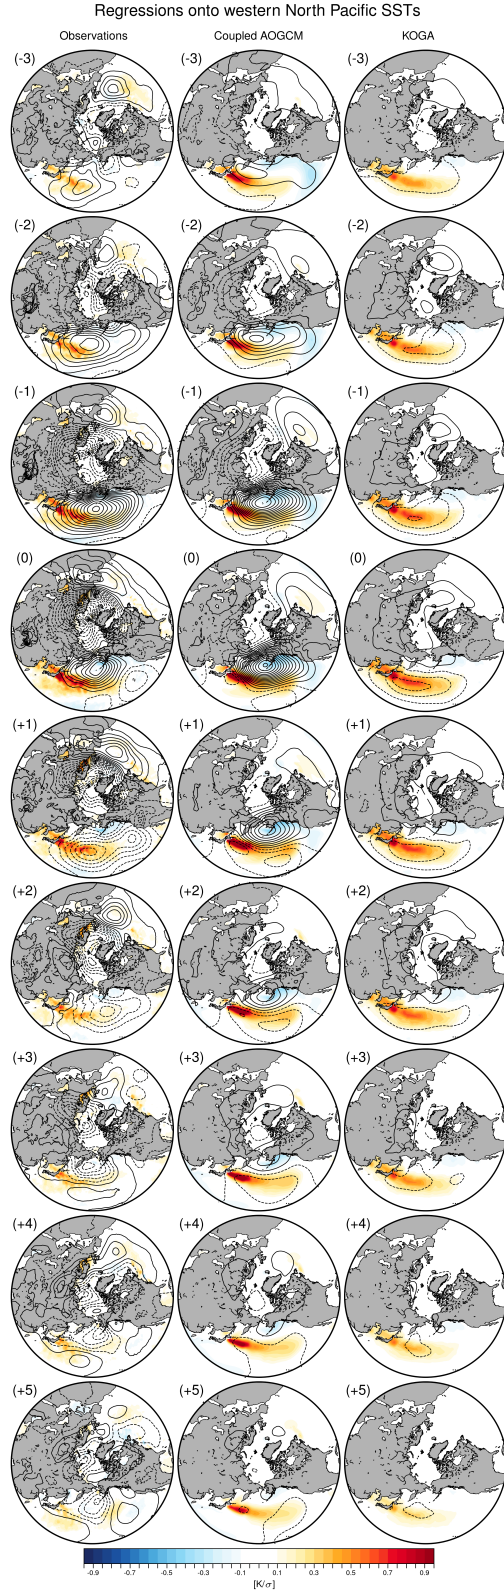 Regressions onto western North Pacific SSTs
Observations Coupled AOGCM KOGA
(-3) (-3) (-3)
(-2) (-2) (-2)
(-1) (-1) (-1)
(0) (0) (0)
(+1) (+1) (+1)
(+2) (+2) (+2)
(+3) (+3) (+3)
(+4) (+4) (+4)
(+5) (+5) (+5)
-0.9 -0.7 -0.5 -0.3 -0.1 0.1 0.3 0.5 0.7 0.9
[K/σ]